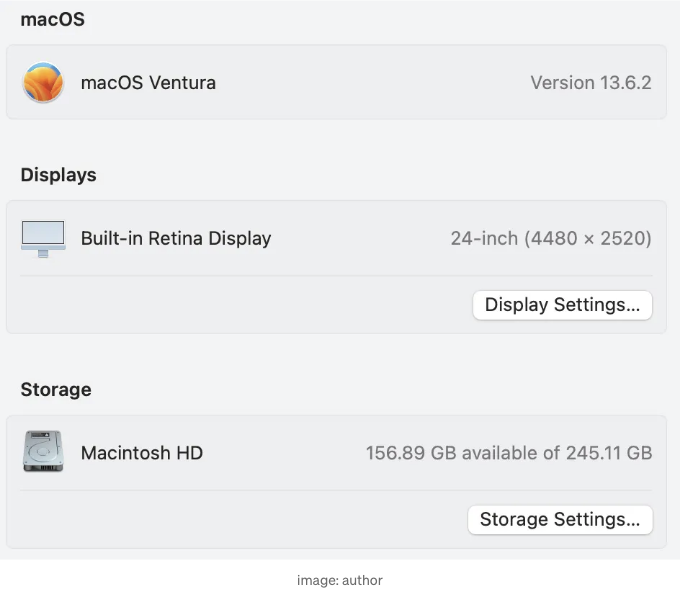 macOS
macOS Ventura Version 13.6.2
Displays
Built-in Retina Display 24-inch (4480 × 2520)
Display Settings...
Storage
Macintosh HD 156.89 GB available of 245.11 GB
Storage Settings...
image: author